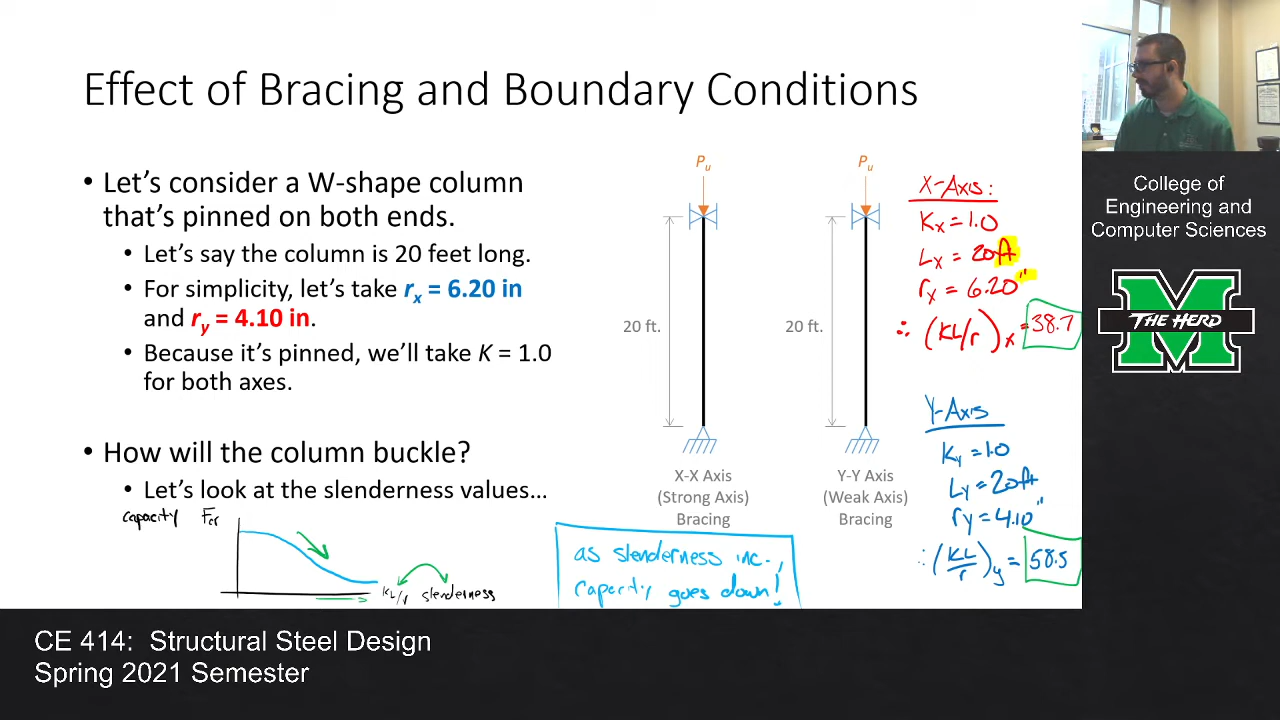 Effect of Bracing and Boundary Conditions
• Let's consider a W-shape column
that's pinned on both ends.
• Let's say the column is 20 feet long.
• For simplicity, let's take rx = 6.20 in
and ry = 4.10 in.
• Because it's pinned, we'll take K = 1.0
for both axes.
• How will the column buckle?
• Let's look at the slenderness values...
capacity Fcr
KL/r slenderness
as slenderness inc.,
capacity goes down!
Pu
20 ft.
X-X Axis
(Strong Axis)
Bracing
Pu
20 ft.
Y-Y Axis
(Weak Axis)
Bracing
X-Axis:
Kx = 1.0
Lx = 20ft
rx = 6.20"
∴ (KL/r)x = 38.7
Y-Axis
Ky = 1.0
Ly = 20ft
ry = 4.10"
∴ (KL/r)y = 58.5
College of
Engineering and
Computer Sciences
THE HERD
CE 414: Structural Steel Design
Spring 2021 Semester